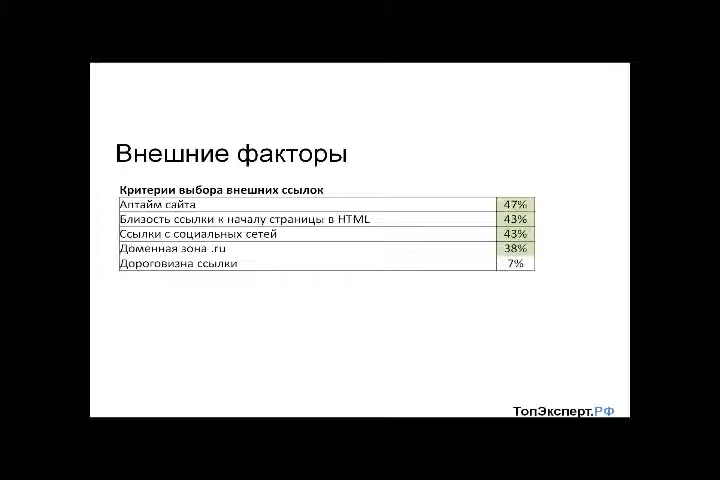 Внешние факторы
Критерии выбора внешних ссылок
Аптайм сайта 47%
Близость ссылки к началу страницы в HTML 43%
Ссылки с социальных сетей 43%
Доменная зона .ru 38%
Дороговизна ссылки 7%
ТопЭксперт.РФ